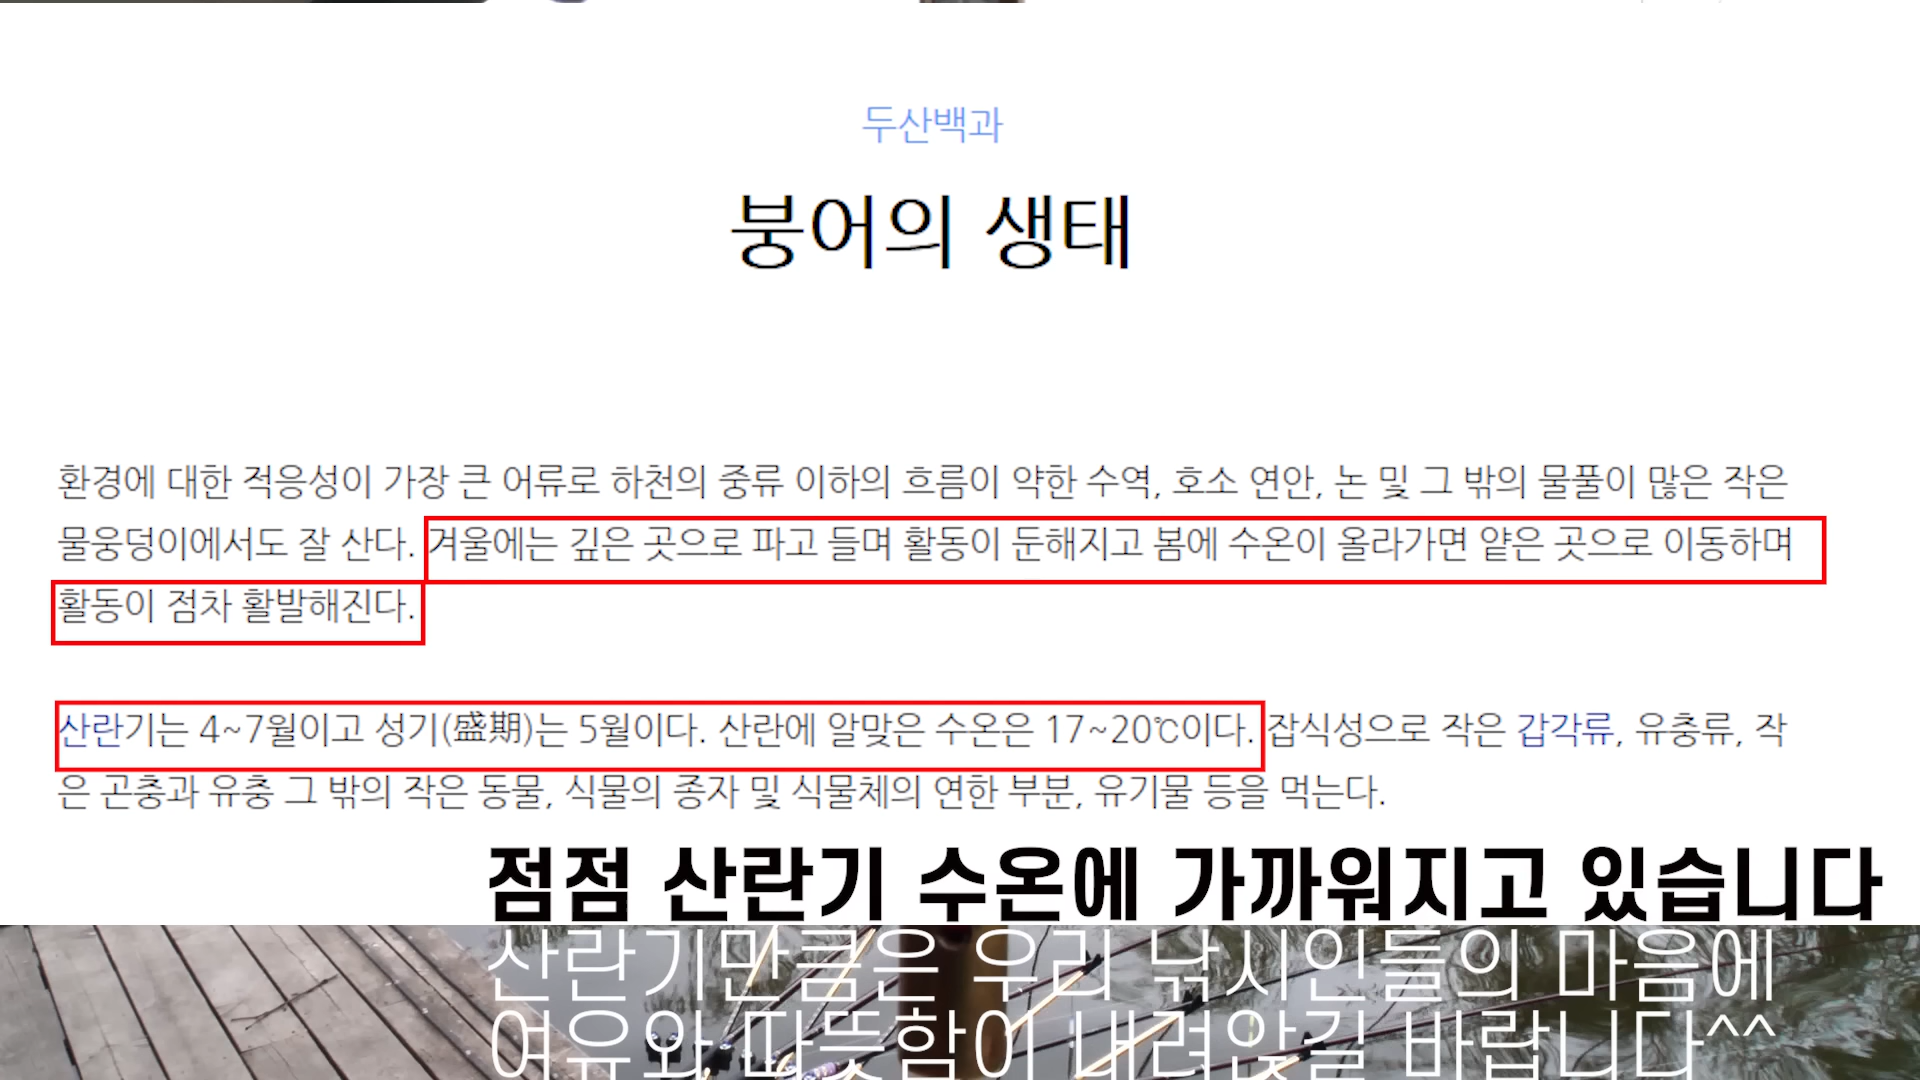 두산백과
붕어의 생태
환경에 대한 적응성이 가장 큰 어류로 하천의 중류 이하의 흐름이 약한 수역, 호소 연안, 논 및 그 밖의 물풀이 많은 작은
물웅덩이에서도 잘 산다. 겨울에는 깊은 곳으로 파고 들며 활동이 둔해지고 봄에 수온이 올라가면 얕은 곳으로 이동하며
활동이 점차 활발해진다.
산란기는 4~7월이고 성기(盛期)는 5월이다. 산란에 알맞은 수온은 17~20℃이다. 잡식성으로 작은 갑각류, 유충류, 작
은 곤충과 유충 그 밖의 작은 동물, 식물의 종자 및 식물체의 연한 부분, 유기물 등을 먹는다.
점점 산란기 수온에 가까워지고 있습니다
산란기만큼은 우리 낚시인들의 마음에
여유와 따뜻함이 내려앉길 바랍니다^^